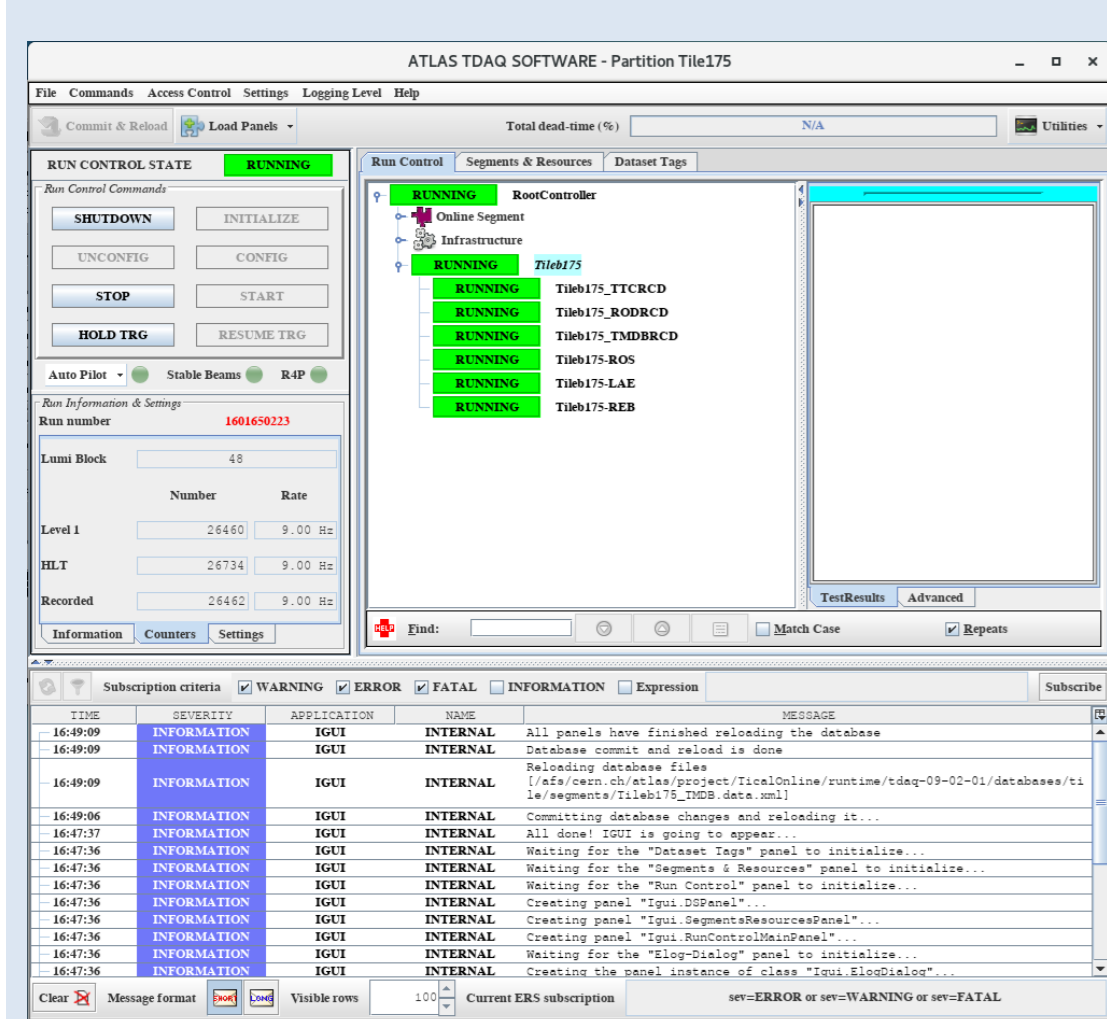 ATLAS TDAQ SOFTWARE - Partition Tile175
File Commands Access Control Settings Logging Level Help
Commit & Reload Load Panels Total dead-time (%) N/A Utilities
RUN CONTROL STATE RUNNING
Run Control Commands
SHUTDOWN INITIALIZE
UNCONFIG CONFIG
STOP START
HOLD TRG RESUME TRG
Auto Pilot Stable Beams R4P
Run Information & Settings
Run number 1601650223
Lumi Block 48
Number Rate
Level 1 26460 9.00 Hz
HLT 26734 9.00 Hz
Recorded 26462 9.00 Hz
Information Counters Settings
Run Control Segments & Resources Dataset Tags
RUNNING RootController
Online Segment
Infrastructure
RUNNING Tileb175
RUNNING Tileb175_TTCRCD
RUNNING Tileb175_RODRCD
RUNNING Tileb175_TMDBRCD
RUNNING Tileb175-ROS
RUNNING Tileb175-LAE
RUNNING Tileb175-REB
TestResults Advanced
HELP Find: Match Case Repeats
Subscription criteria WARNING ERROR FATAL INFORMATION Expression Subscribe
TIME SEVERITY APPLICATION NAME MESSAGE
16:49:09 INFORMATION IGUI INTERNAL All panels have finished reloading the database
16:49:09 INFORMATION IGUI INTERNAL Database commit and reload is done
Reloading database files
16:49:09 INFORMATION IGUI INTERNAL [/afs/cern.ch/atlas/project/TicalOnline/runtime/tdaq-09-02-01/databases/ti
le/segments/Tileb175_TMDB.data.xml]
16:49:06 INFORMATION IGUI INTERNAL Committing database changes and reloading it...
16:47:37 INFORMATION IGUI INTERNAL All done! IGUI is going to appear...
16:47:36 INFORMATION IGUI INTERNAL Waiting for the "Dataset Tags" panel to initialize...
16:47:36 INFORMATION IGUI INTERNAL Waiting for the "Segments & Resources" panel to initialize...
16:47:36 INFORMATION IGUI INTERNAL Waiting for the "Run Control" panel to initialize...
16:47:36 INFORMATION IGUI INTERNAL Creating panel "Igui.DSPanel"...
16:47:36 INFORMATION IGUI INTERNAL Creating panel "Igui.SegmentsResourcesPanel"...
16:47:36 INFORMATION IGUI INTERNAL Creating panel "Igui.RunControlMainPanel"...
16:47:36 INFORMATION IGUI INTERNAL Waiting for the "Elog-Dialog" panel to initialize...
16:47:36 INFORMATION IGUI INTERNAL Creating the panel instance of class "Igui.ElogDialog"...
Clear Message format SHORT LONG Visible rows 100 Current ERS subscription sev=ERROR or sev=WARNING or sev=FATAL